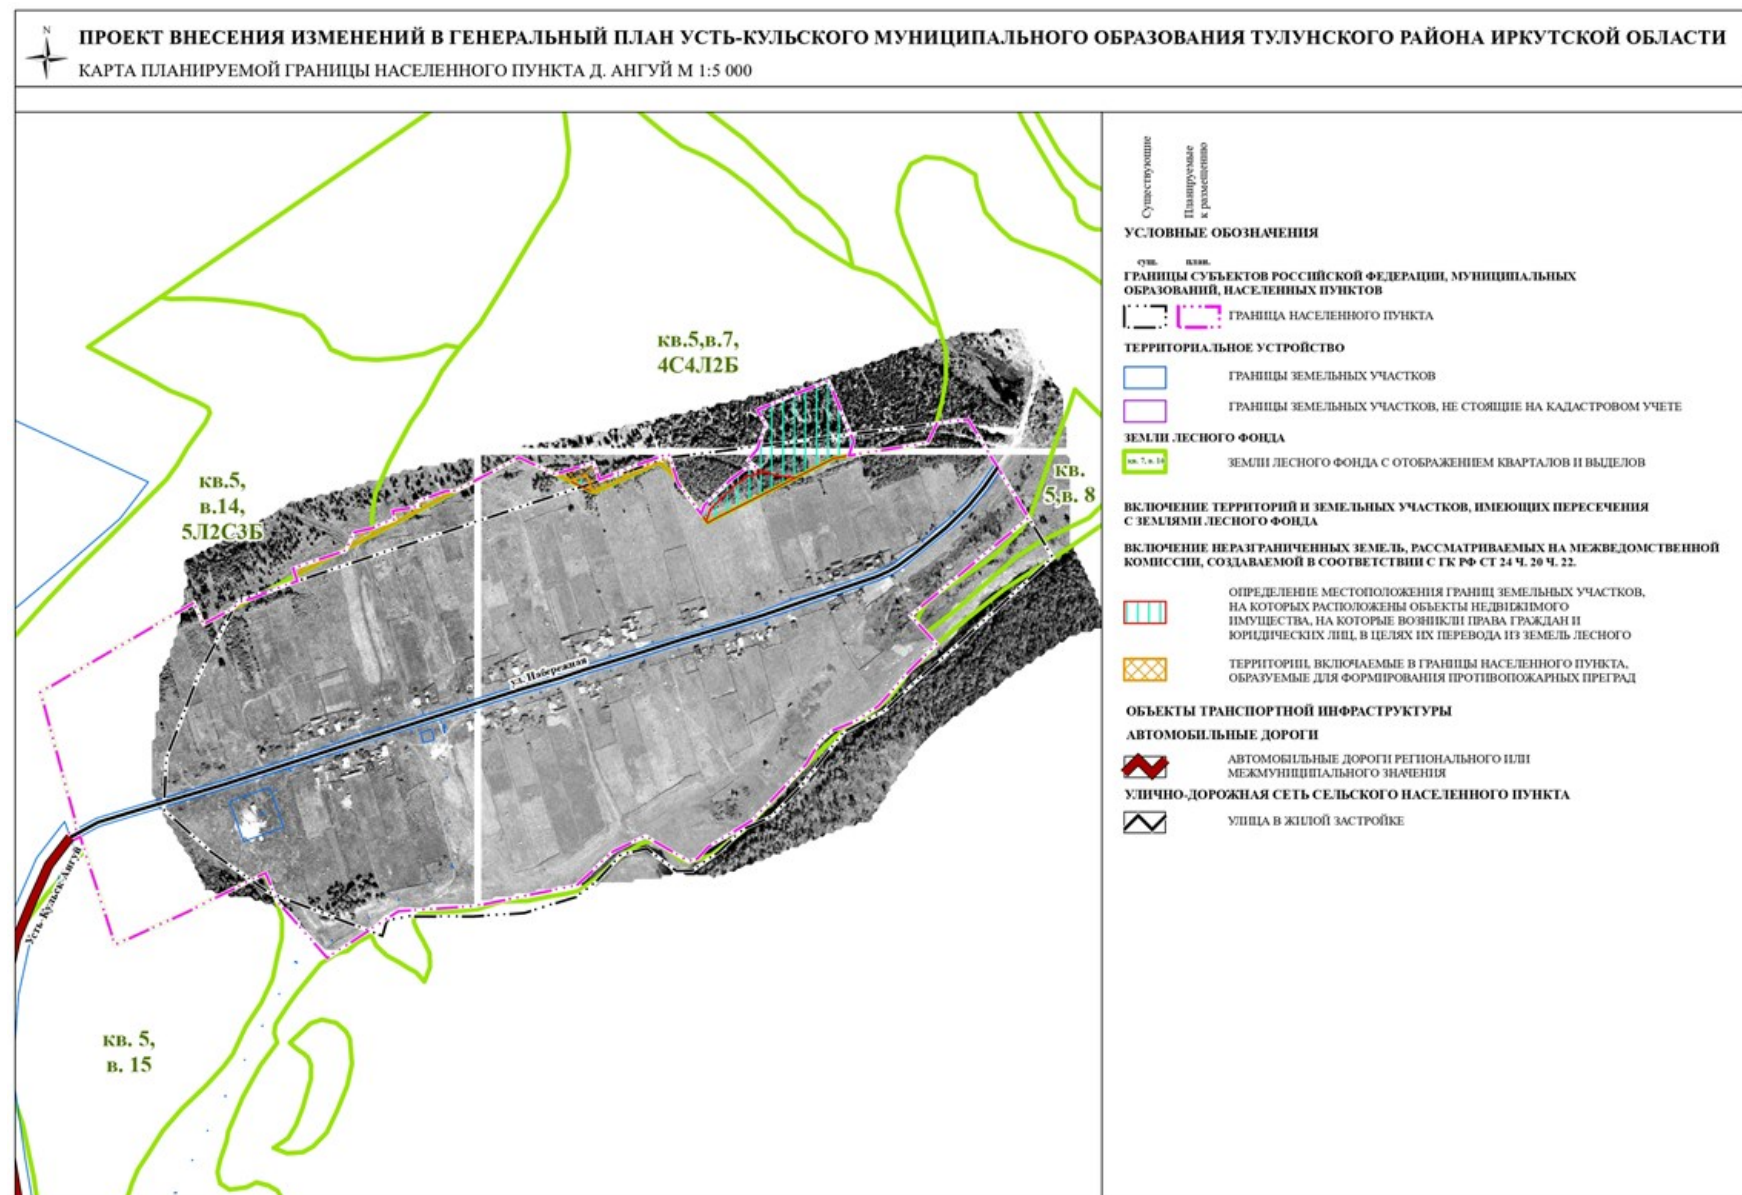 N
ПРОЕКТ ВНЕСЕНИЯ ИЗМЕНЕНИЙ В ГЕНЕРАЛЬНЫЙ ПЛАН УСТЬ-КУЛЬСКОГО МУНИЦИПАЛЬНОГО ОБРАЗОВАНИЯ ТУЛУНСКОГО РАЙОНА ИРКУТСКОЙ ОБЛАСТИ
КАРТА ПЛАНИРУЕМОЙ ГРАНИЦЫ НАСЕЛЕННОГО ПУНКТА Д. АНГУЙ М 1:5 000
кв.5,в.7,
4С4Л2Б
кв.5,
в.14,
5Л2С3Б
кв.
5,в. 8
ул. Набережная
Усть-Кульск-Ангуй
кв. 5,
в. 15
Существующие
Планируемые
к размещению
УСЛОВНЫЕ ОБОЗНАЧЕНИЯ
сущ. план.
ГРАНИЦЫ СУБЪЕКТОВ РОССИЙСКОЙ ФЕДЕРАЦИИ, МУНИЦИПАЛЬНЫХ
ОБРАЗОВАНИЙ, НАСЕЛЕННЫХ ПУНКТОВ
ГРАНИЦА НАСЕЛЕННОГО ПУНКТА
ТЕРРИТОРИАЛЬНОЕ УСТРОЙСТВО
ГРАНИЦЫ ЗЕМЕЛЬНЫХ УЧАСТКОВ
ГРАНИЦЫ ЗЕМЕЛЬНЫХ УЧАСТКОВ, НЕ СТОЯЩИЕ НА КАДАСТРОВОМ УЧЕТЕ
ЗЕМЛИ ЛЕСНОГО ФОНДА
кв. 7, в. 14
ЗЕМЛИ ЛЕСНОГО ФОНДА С ОТОБРАЖЕНИЕМ КВАРТАЛОВ И ВЫДЕЛОВ
ВКЛЮЧЕНИЕ ТЕРРИТОРИЙ И ЗЕМЕЛЬНЫХ УЧАСТКОВ, ИМЕЮЩИХ ПЕРЕСЕЧЕНИЯ
С ЗЕМЛЯМИ ЛЕСНОГО ФОНДА
ВКЛЮЧЕНИЕ НЕРАЗГРАНИЧЕННЫХ ЗЕМЕЛЬ, РАССМАТРИВАЕМЫХ НА МЕЖВЕДОМСТВЕННОЙ
КОМИССИИ, СОЗДАВАЕМОЙ В СООТВЕТСТВИИ С ГК РФ СТ 24 Ч. 20 Ч. 22.
ОПРЕДЕЛЕНИЕ МЕСТОПОЛОЖЕНИЯ ГРАНИЦ ЗЕМЕЛЬНЫХ УЧАСТКОВ,
НА КОТОРЫХ РАСПОЛОЖЕНЫ ОБЪЕКТЫ НЕДВИЖИМОГО
ИМУЩЕСТВА, НА КОТОРЫЕ ВОЗНИКЛИ ПРАВА ГРАЖДАН И
ЮРИДИЧЕСКИХ ЛИЦ, В ЦЕЛЯХ ИХ ПЕРЕВОДА ИЗ ЗЕМЕЛЬ ЛЕСНОГО
ТЕРРИТОРИИ, ВКЛЮЧАЕМЫЕ В ГРАНИЦЫ НАСЕЛЕННОГО ПУНКТА,
ОБРАЗУЕМЫЕ ДЛЯ ФОРМИРОВАНИЯ ПРОТИВОПОЖАРНЫХ ПРЕГРАД
ОБЪЕКТЫ ТРАНСПОРТНОЙ ИНФРАСТРУКТУРЫ
АВТОМОБИЛЬНЫЕ ДОРОГИ
АВТОМОБИЛЬНЫЕ ДОРОГИ РЕГИОНАЛЬНОГО ИЛИ
МЕЖМУНИЦИПАЛЬНОГО ЗНАЧЕНИЯ
УЛИЧНО-ДОРОЖНАЯ СЕТЬ СЕЛЬСКОГО НАСЕЛЕННОГО ПУНКТА
УЛИЦА В ЖИЛОЙ ЗАСТРОЙКЕ